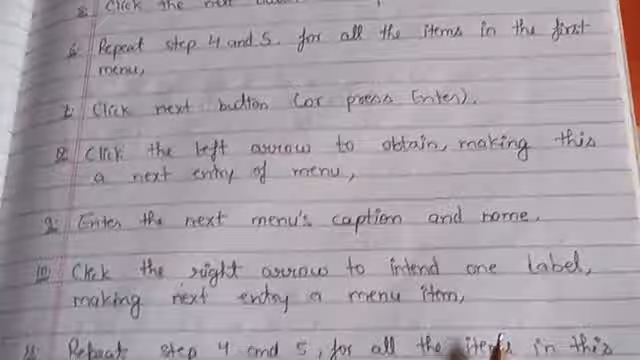 Click the next
6. Repeat step 4 and 5. for all the items in the first
menu,
7. Click next button (or press Enter).
8. Click the left arrow to obtain, making this
a next entry of menu,
9. Enter the next menu's caption and name.
10. Click the right arrow to intend one label,
making next entry a menu item,
11. Repeat step 4 and 5, for all the items in this